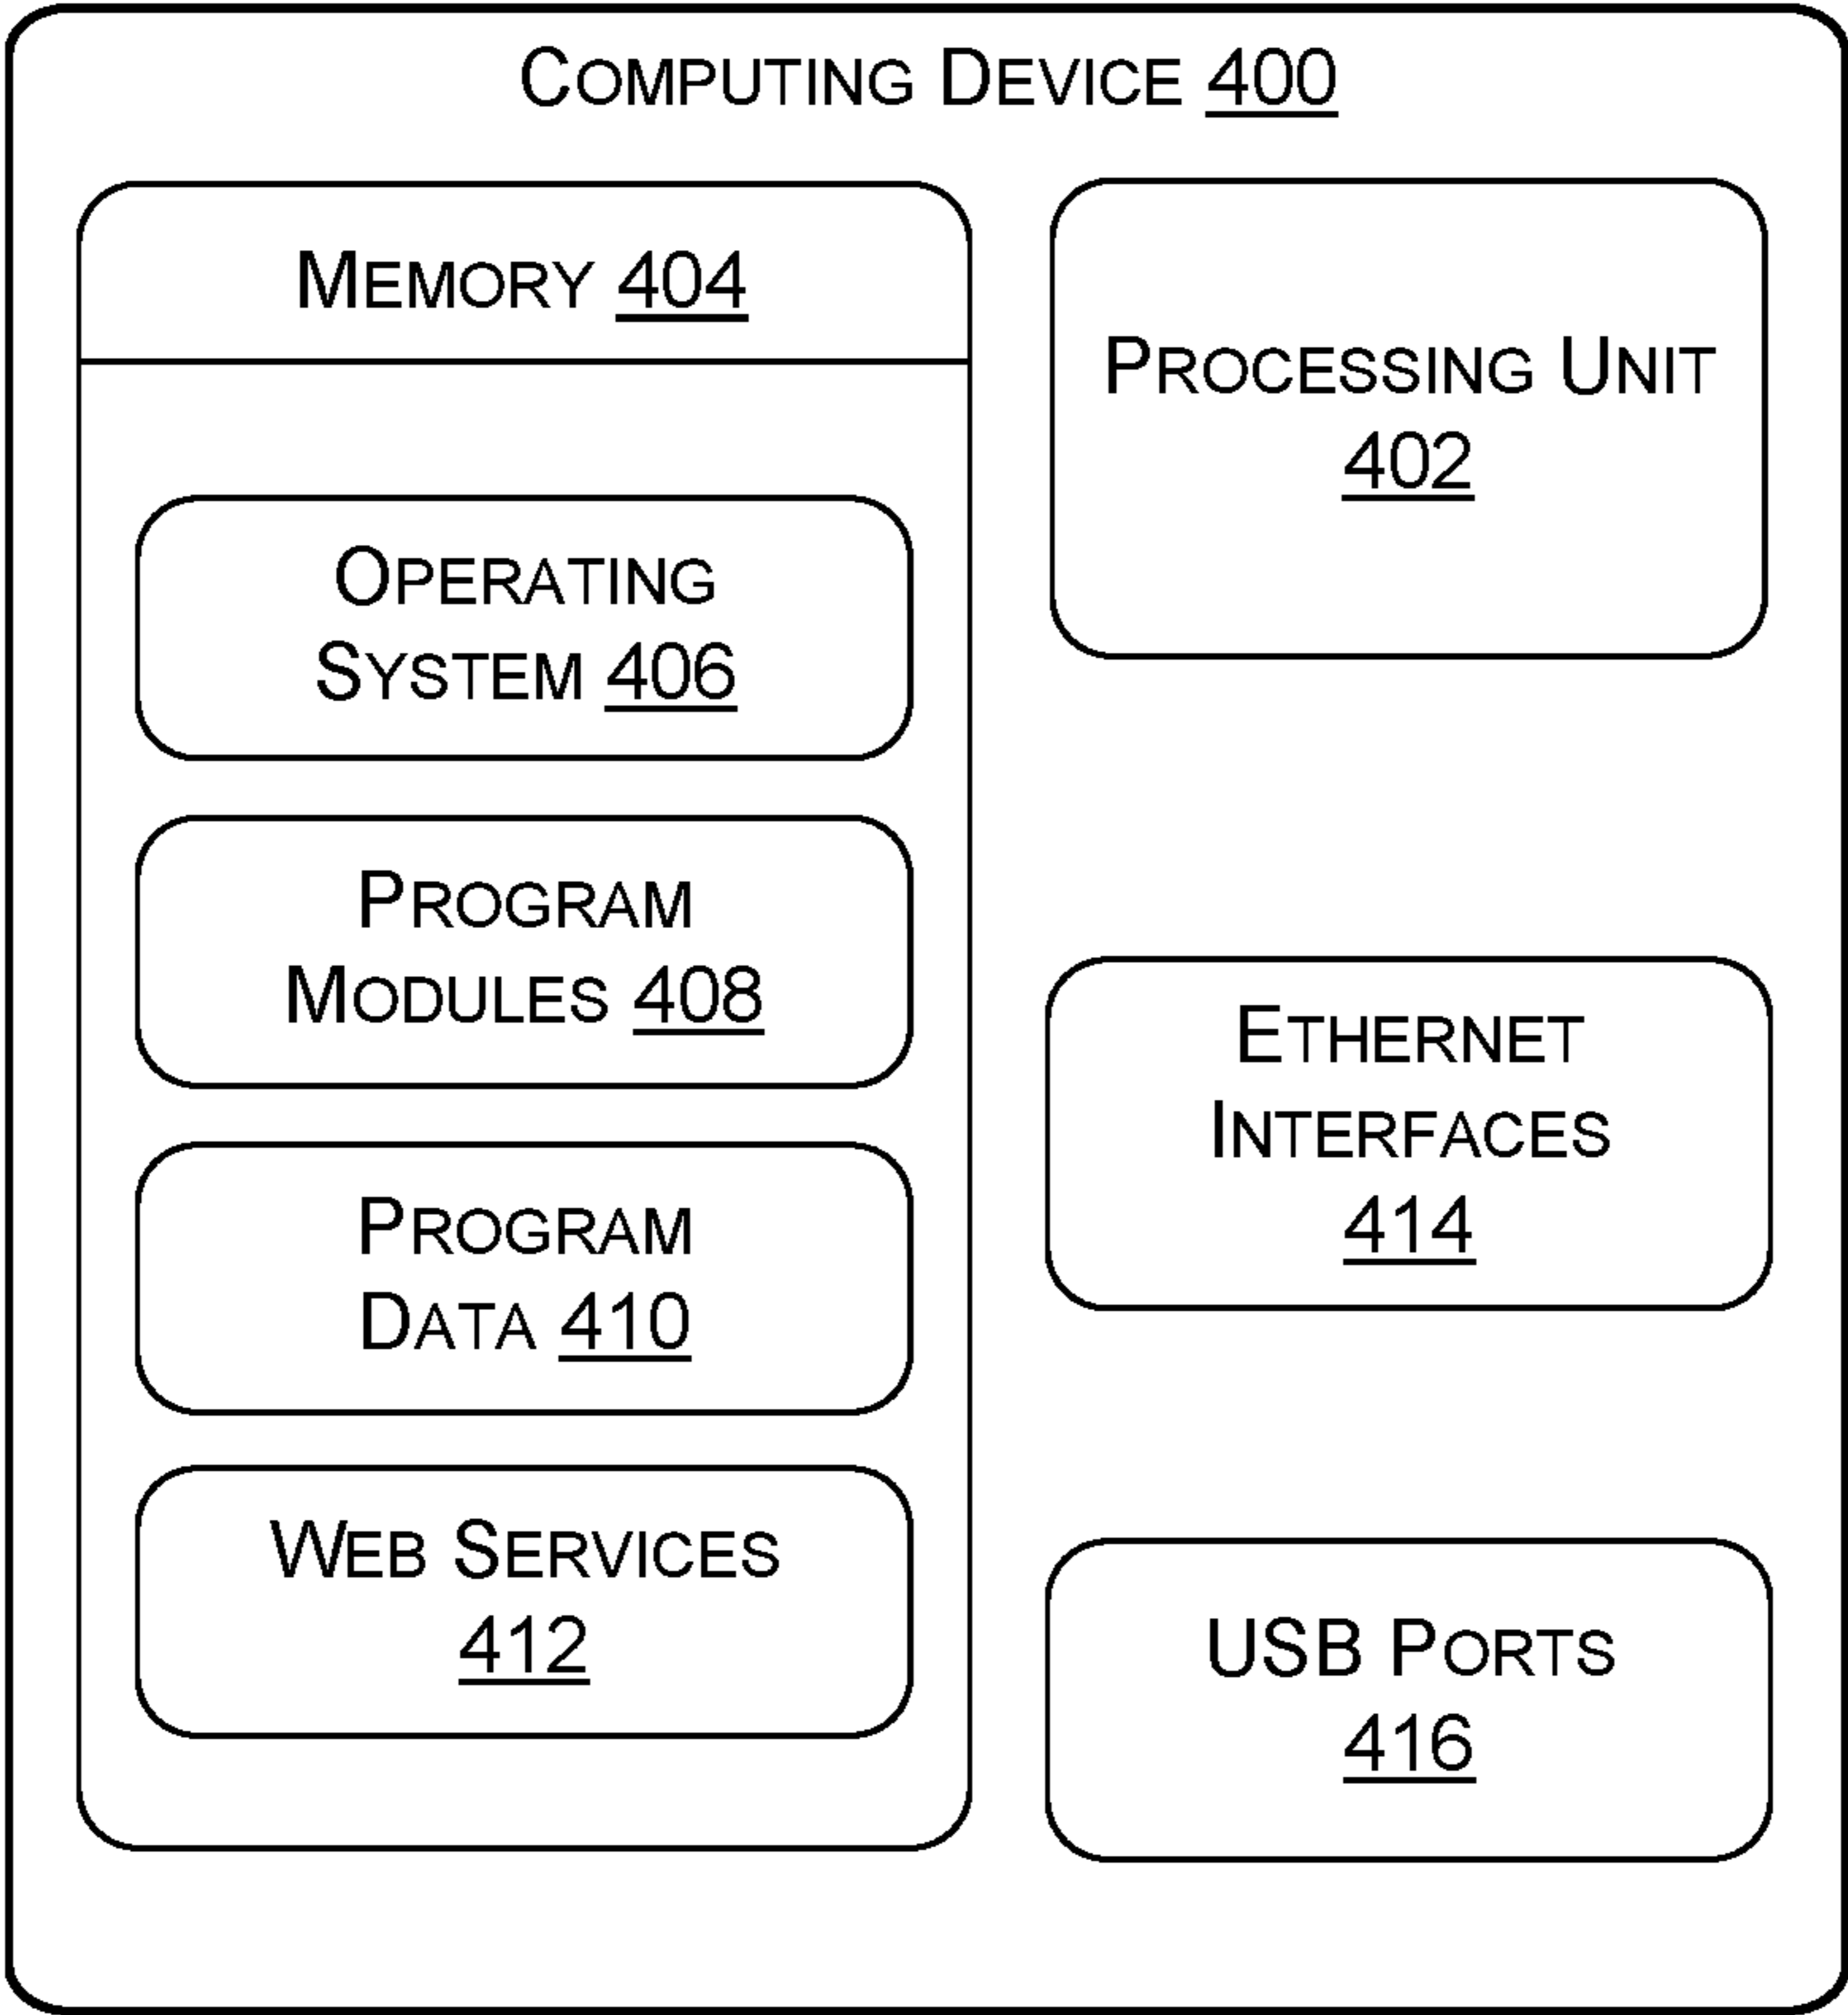 COMPUTING DEVICE 400
MEMORY 404
OPERATING
SYSTEM 406
PROGRAM
MODULES 408
PROGRAM
DATA 410
WEB SERVICES
412
PROCESSING UNIT
402
ETHERNET
INTERFACES
414
USB PORTS
416